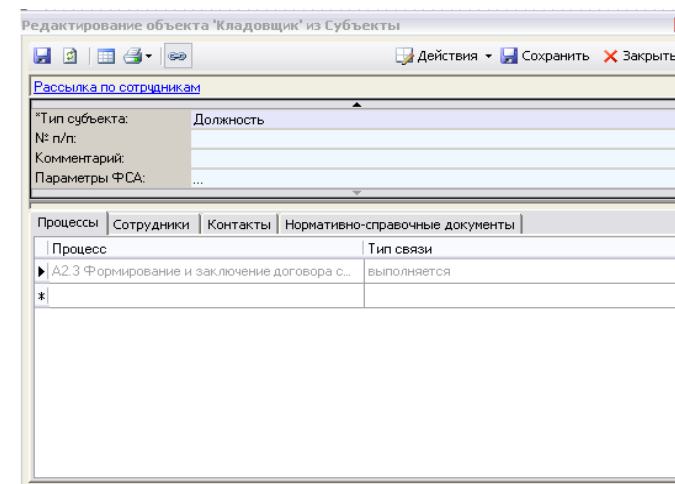 Редактирование объекта 'Кладовщик' из Субъекты
Действия Сохранить Закрыть
Рассылка по сотрудникам
*Тип субъекта: Должность
№ п/п:
Комментарий:
Параметры ФСА: ...
Процессы Сотрудники Контакты Нормативно-справочные документы
Процесс Тип связи
А2.3 Формирование и заключение договора с... выполняется
*